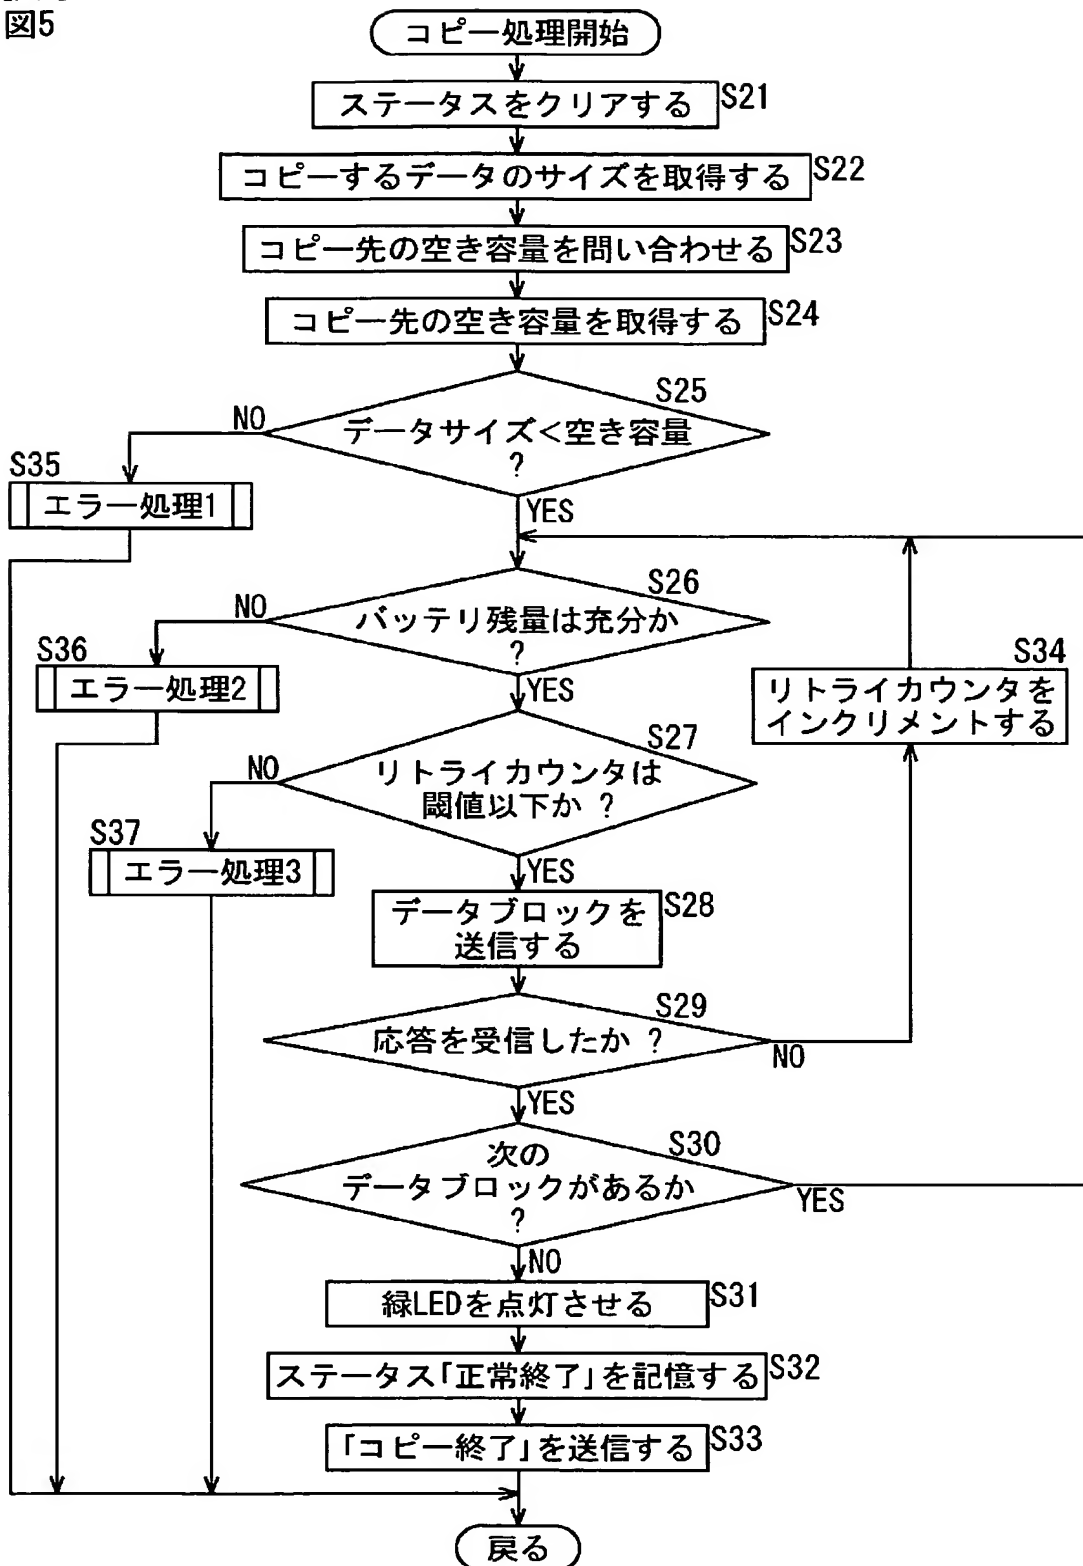 図5
コピー処理開始
ステータスをクリアする
S21
コピーするデータのサイズを取得する
S22
コピー先の空き容量を問い合わせる
S23
コピー先の空き容量を取得する
S24
S25
データサイズ<空き容量
?
NO
YES
S35
エラー処理1
S26
バッテリ残量は充分か
?
NO
YES
S36
エラー処理2
S34
リトライカウンタを
インクリメントする
S27
リトライカウンタは
閾値以下か ?
NO
YES
S37
エラー処理3
データブロックを
送信する
S28
S29
応答を受信したか ?
NO
YES
S30
次の
データブロックがあるか
?
YES
NO
緑LEDを点灯させる
S31
ステータス「正常終了」を記憶する
S32
「コピー終了」を送信する
S33
戻る